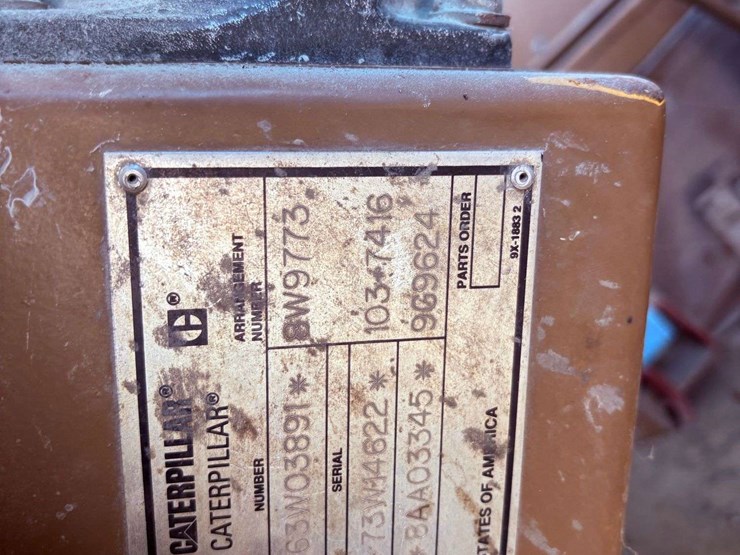 CATERPILLAR®
CATERPILLAR®
NUMBER
ARRANGEMENT
NUMBER
63W03891*
8W9773
SERIAL
73W14622*
103-7416
*8AA03345*
9G9624
STATES OF AMERICA
PARTS ORDER
9X-1883 2